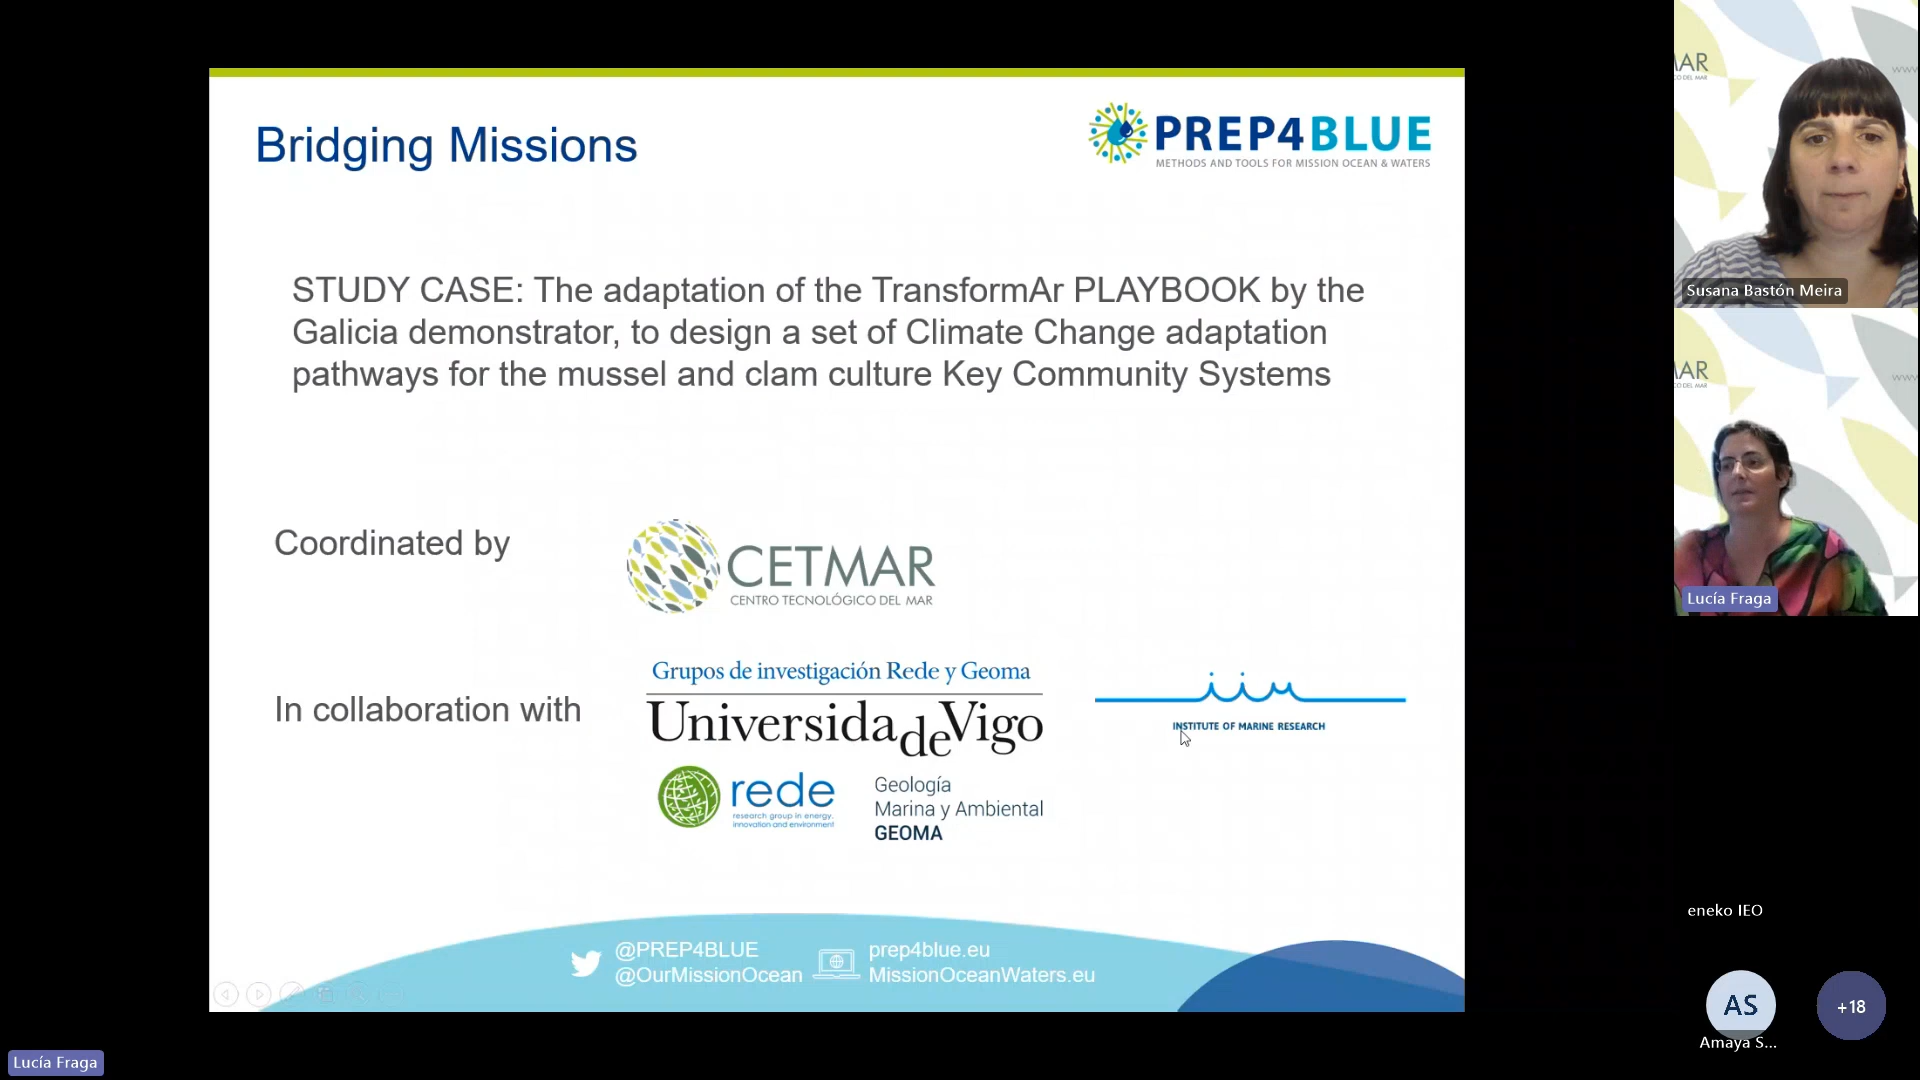 Bridging Missions
PREP4BLUE
METHODS AND TOOLS FOR MISSION OCEAN & WATERS
STUDY CASE: The adaptation of the TransformAr PLAYBOOK by the
Galicia demonstrator, to design a set of Climate Change adaptation
pathways for the mussel and clam culture Key Community Systems
Coordinated by
CETMAR
CENTRO TECNOLÓGICO DEL MAR
In collaboration with
Grupos de investigación Rede y Geoma
UniversidadeVigo
rede
research group in energy,
innovation and environment
Geología
Marina y Ambiental
GEOMA
iim
INSTITUTE OF MARINE RESEARCH
@PREP4BLUE
@OurMissionOcean
prep4blue.eu
MissionOceanWaters.eu
Lucía Fraga
Susana Bastón Meira
Lucía Fraga
eneko IEO
AS
Amaya S...
+18